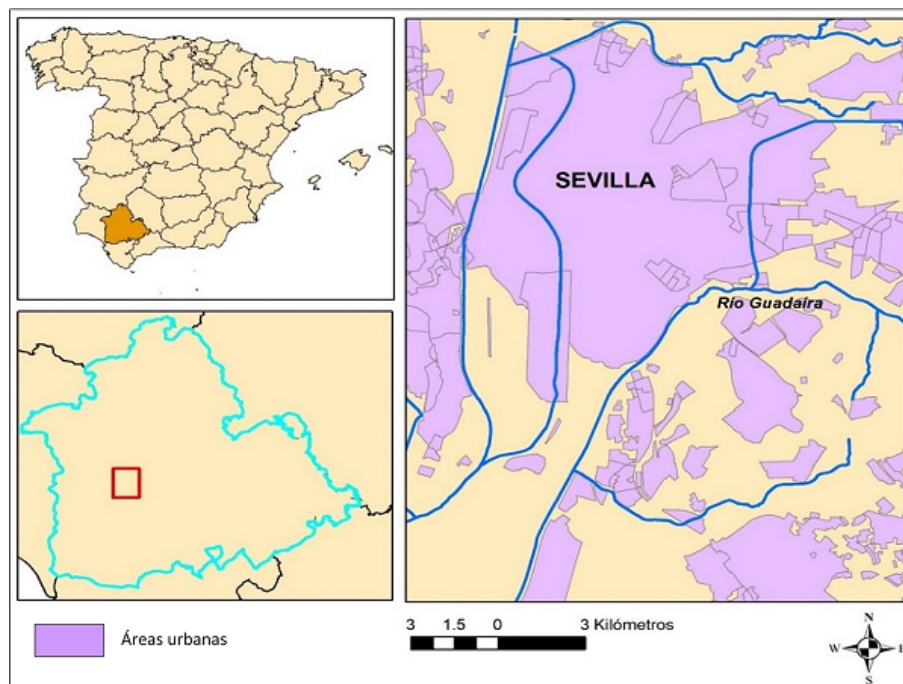 SEVILLA
Río Guadaíra
Áreas urbanas
3 1.5 0 3 Kilómetros
N
W E
S